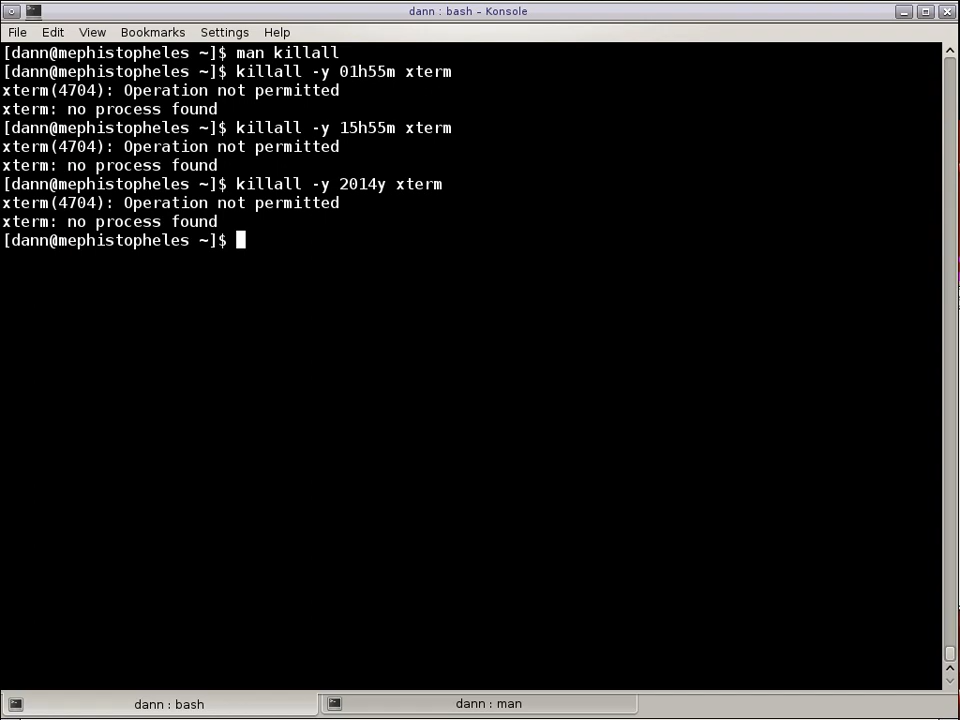 dann : bash – Konsole
File Edit View Bookmarks Settings Help
[dann@mephistopheles ~]$ man killall
[dann@mephistopheles ~]$ killall -y 01h55m xterm
xterm(4704): Operation not permitted
xterm: no process found
[dann@mephistopheles ~]$ killall -y 15h55m xterm
xterm(4704): Operation not permitted
xterm: no process found
[dann@mephistopheles ~]$ killall -y 2014y xterm
xterm(4704): Operation not permitted
xterm: no process found
[dann@mephistopheles ~]$
dann : bash dann : man